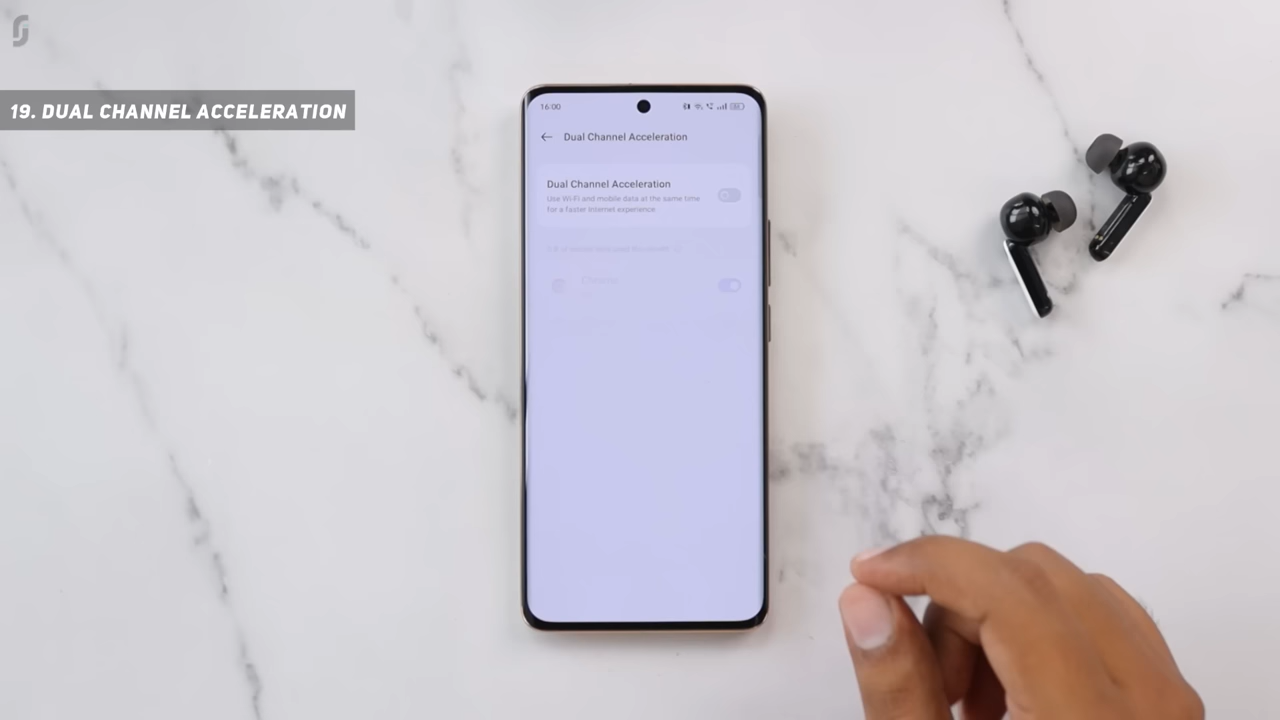 19. DUAL CHANNEL ACCELERATION
16:00
Dual Channel Acceleration
Dual Channel Acceleration
Use Wi-Fi and mobile data at the same time
for a faster Internet experience.